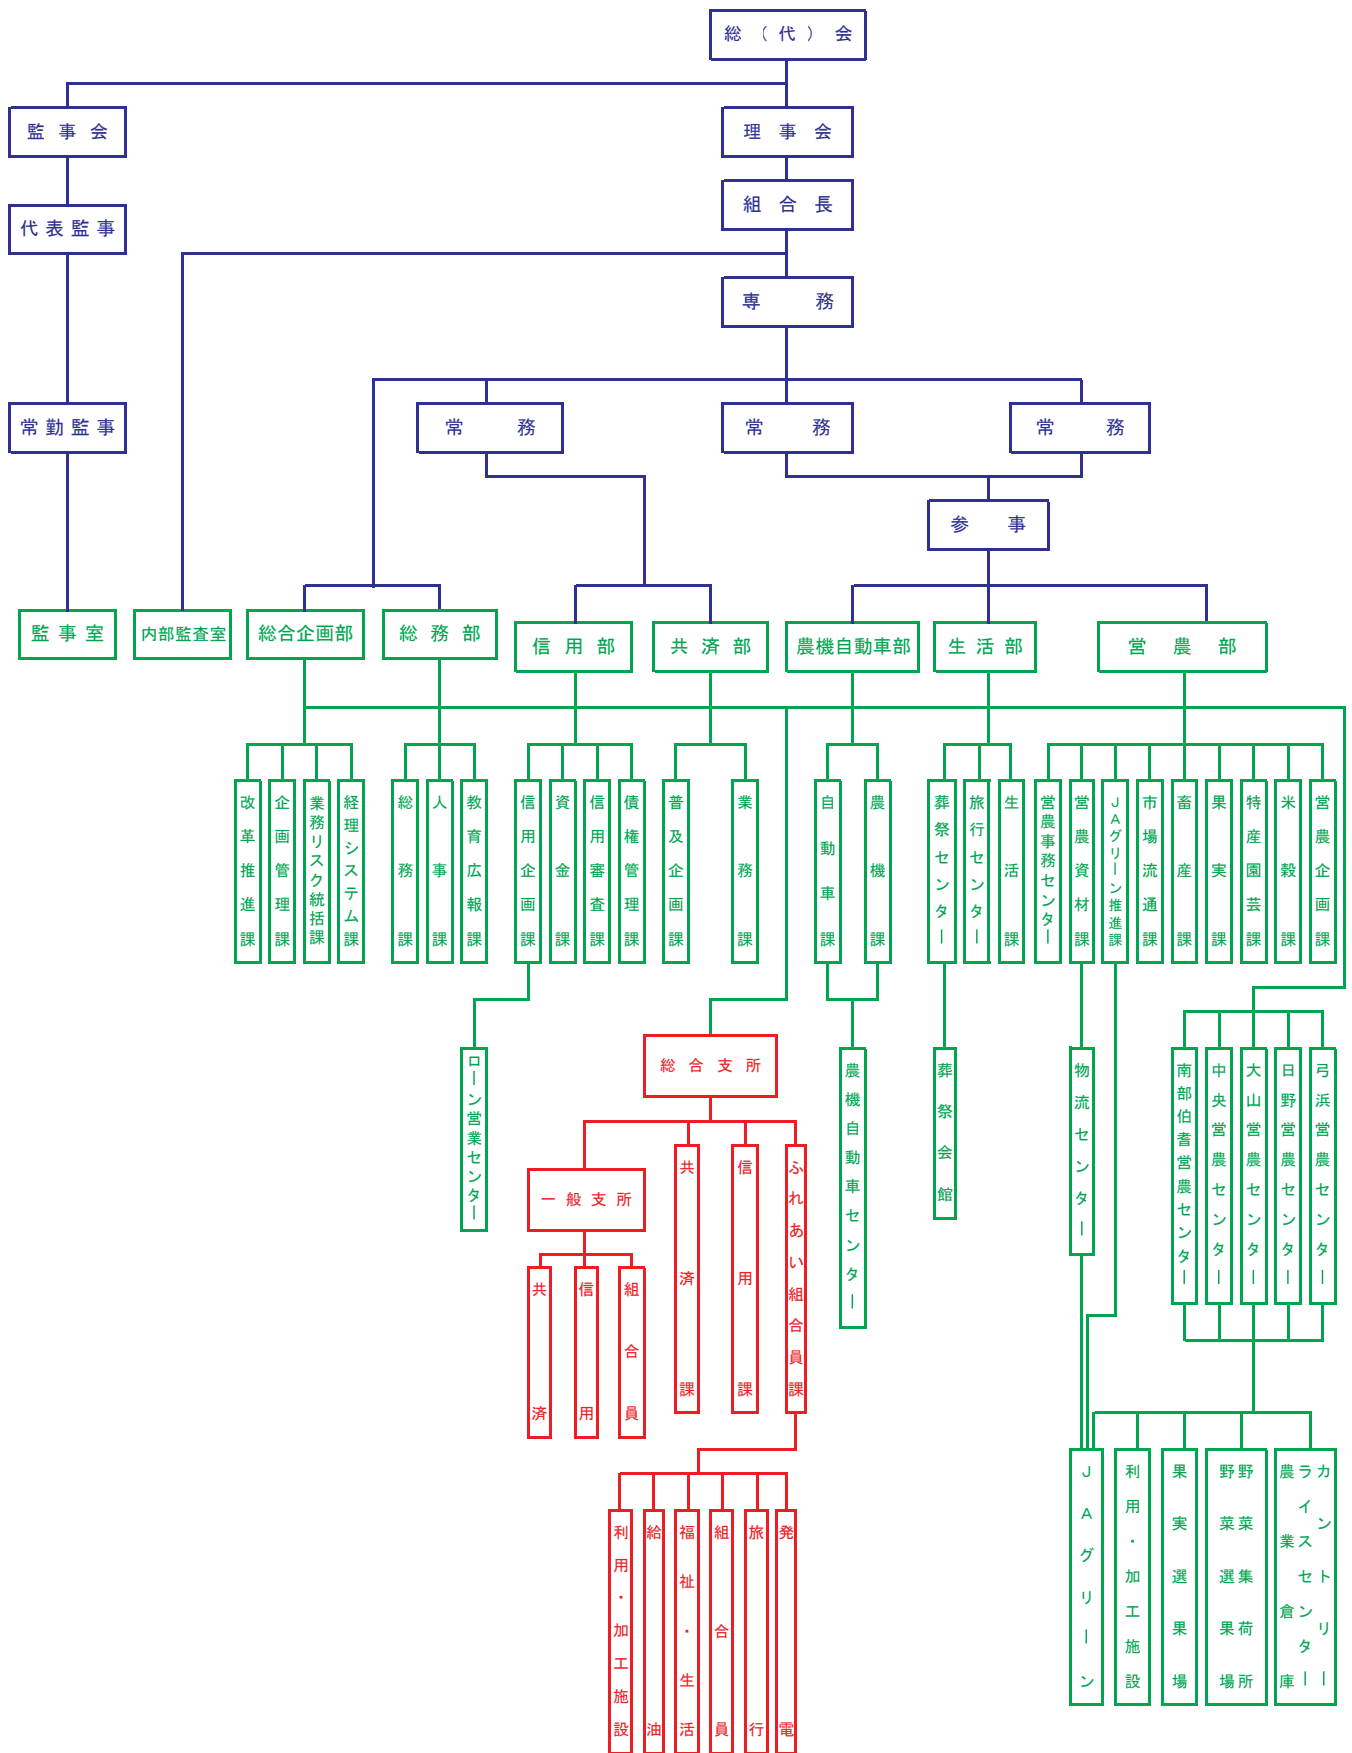 総（代）会
監事会
理事会
組合長
代表監事
専務
常勤監事
常務
常務
常務
参事
監事室
内部監査室
総合企画部
総務部
信用部
共済部
農機自動車部
生活部
営農部
改革推進課
企画管理課
業務リスク統括課
経理システム課
総務課
人事課
教育広報課
信用企画課
資金課
信用審査課
債権管理課
普及企画課
業務課
自動車課
農機課
葬祭センター
旅行センター
生活課
営農事務センター
営農資材課
JAグリーン推進課
市場流通課
畜産課
果実課
特産園芸課
米穀課
営農企画課
ローン営業センター
総合支所
農機自動車センター
葬祭会館
物流センター
南部伯耆営農センター
中央営農センター
大山営農センター
日野営農センター
弓浜営農センター
一般支所
共済課
信用課
ふれあい組合員課
共済
信用
組合員
JAグリーン
利用・加工施設
果実選果場
野菜集荷所
野菜選果場
カントリー
ライスセンター
農業倉庫
利用・加工施設
給油
福祉・生活
組合員
旅行
発電